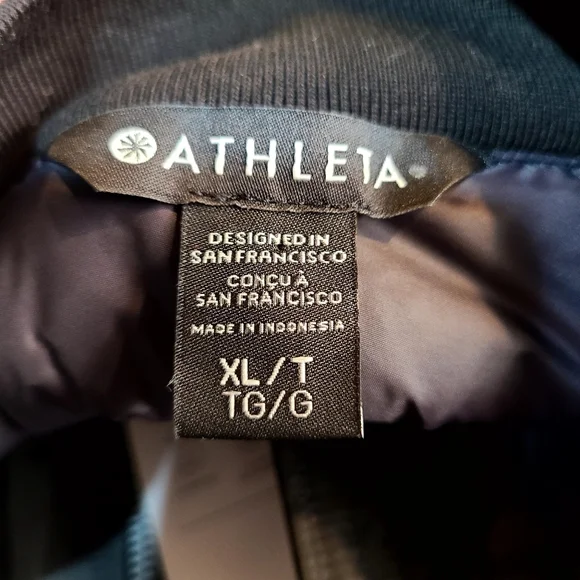 ATHLETA
DESIGNED IN
SAN FRANCISCO
CONÇU À
SAN FRANCISCO
MADE IN INDONESIA
XL/T
TG/G